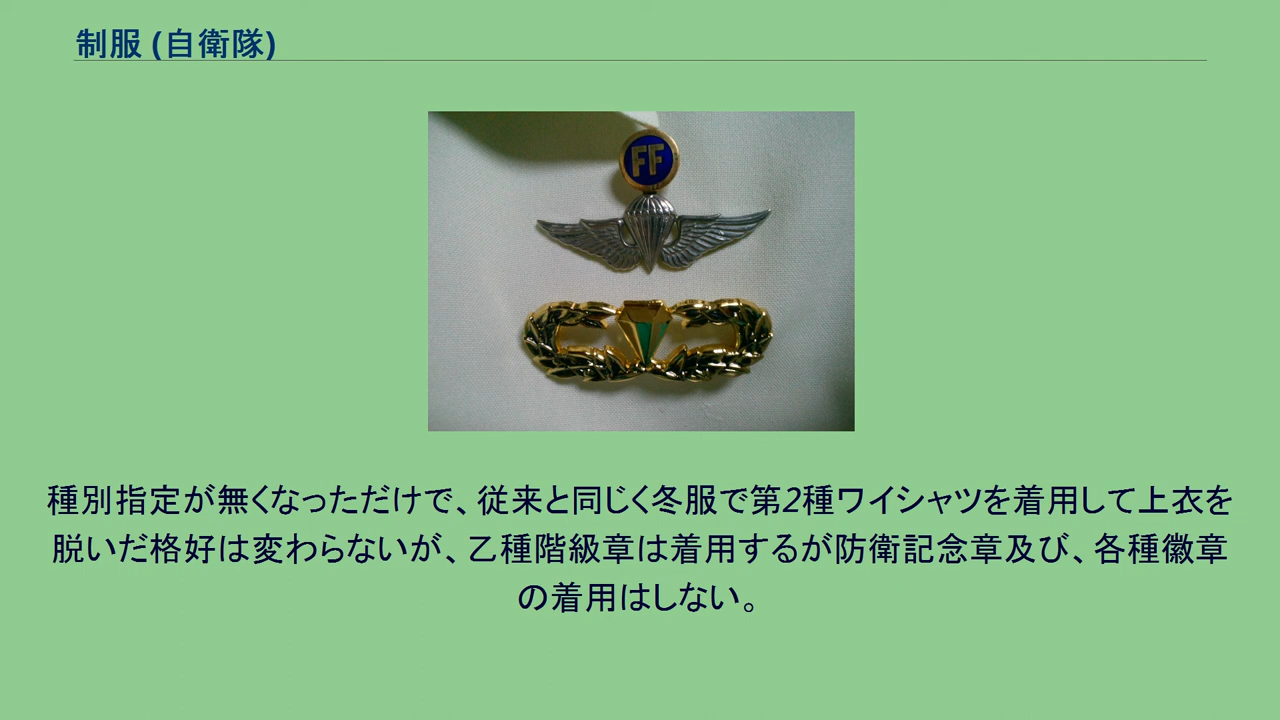 制服 (自衛隊)
FF
種別指定が無くなっただけで、従来と同じく冬服で第2種ワイシャツを着用して上衣を
脱いだ格好は変わらないが、乙種階級章は着用するが防衛記念章及び、各種徽章
の着用はしない。